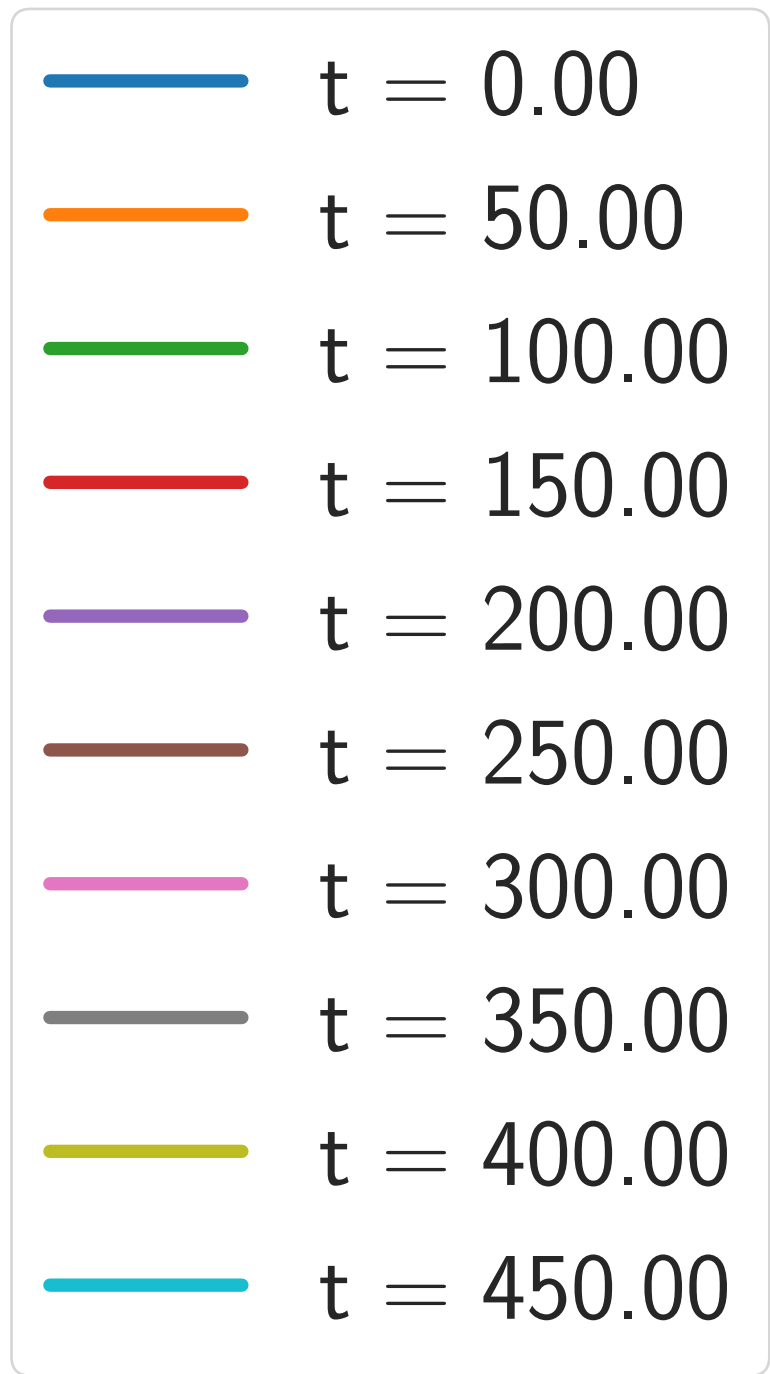 t = 0.00
t = 50.00
t = 100.00
t = 150.00
t = 200.00
t = 250.00
t = 300.00
t = 350.00
t = 400.00
t = 450.00